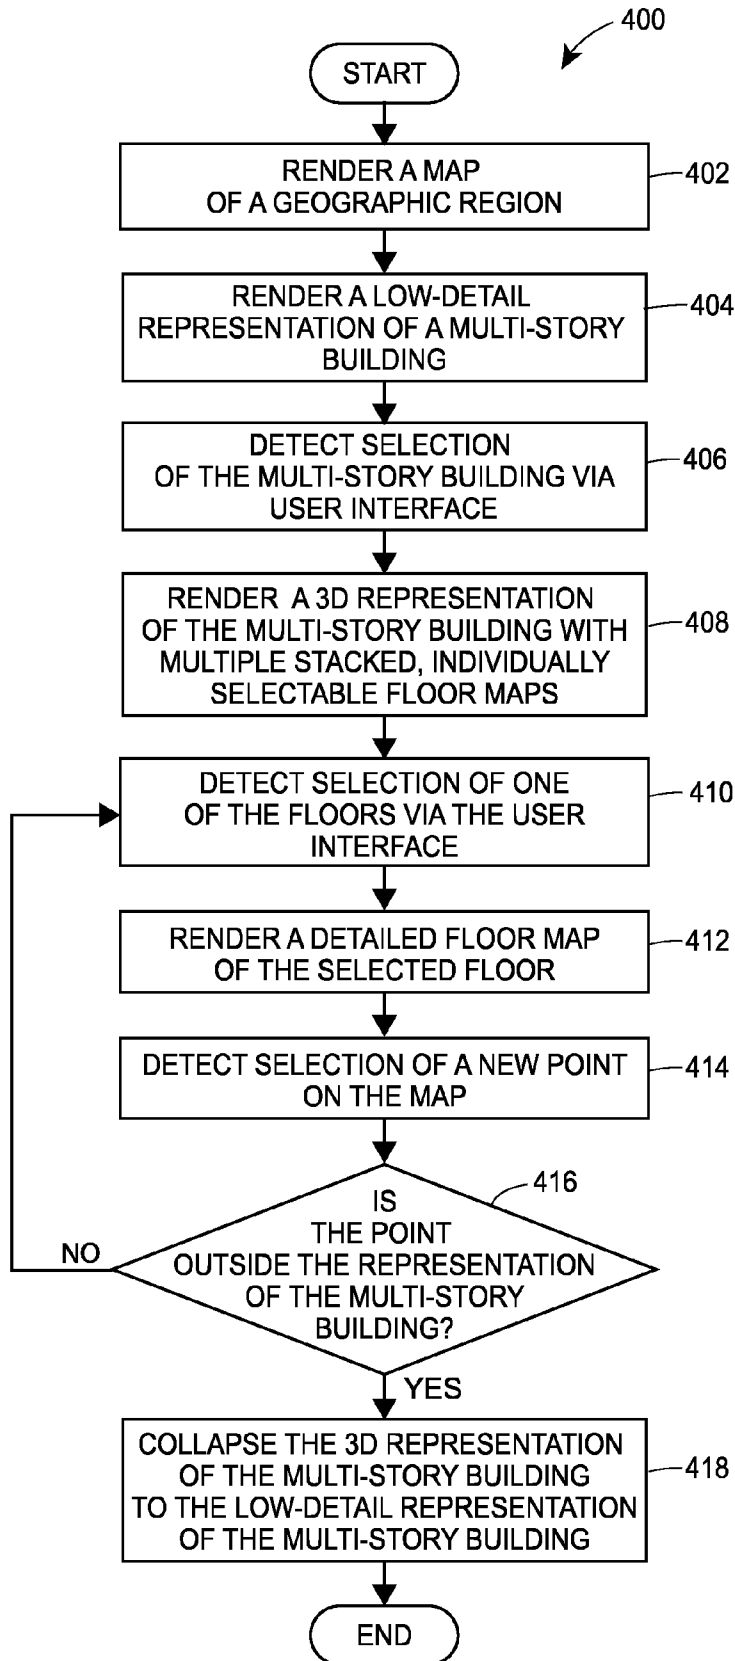 400
START
RENDER A MAP
OF A GEOGRAPHIC REGION
402
RENDER A LOW-DETAIL
REPRESENTATION OF A MULTI-STORY
BUILDING
404
DETECT SELECTION
OF THE MULTI-STORY BUILDING VIA
USER INTERFACE
406
RENDER A 3D REPRESENTATION
OF THE MULTI-STORY BUILDING WITH
MULTIPLE STACKED, INDIVIDUALLY
SELECTABLE FLOOR MAPS
408
DETECT SELECTION OF ONE
OF THE FLOORS VIA THE USER
INTERFACE
410
RENDER A DETAILED FLOOR MAP
OF THE SELECTED FLOOR
412
DETECT SELECTION OF A NEW POINT
ON THE MAP
414
IS
THE POINT
OUTSIDE THE REPRESENTATION
OF THE MULTI-STORY
BUILDING?
416
NO
YES
COLLAPSE THE 3D REPRESENTATION
OF THE MULTI-STORY BUILDING
TO THE LOW-DETAIL REPRESENTATION
OF THE MULTI-STORY BUILDING
418
END